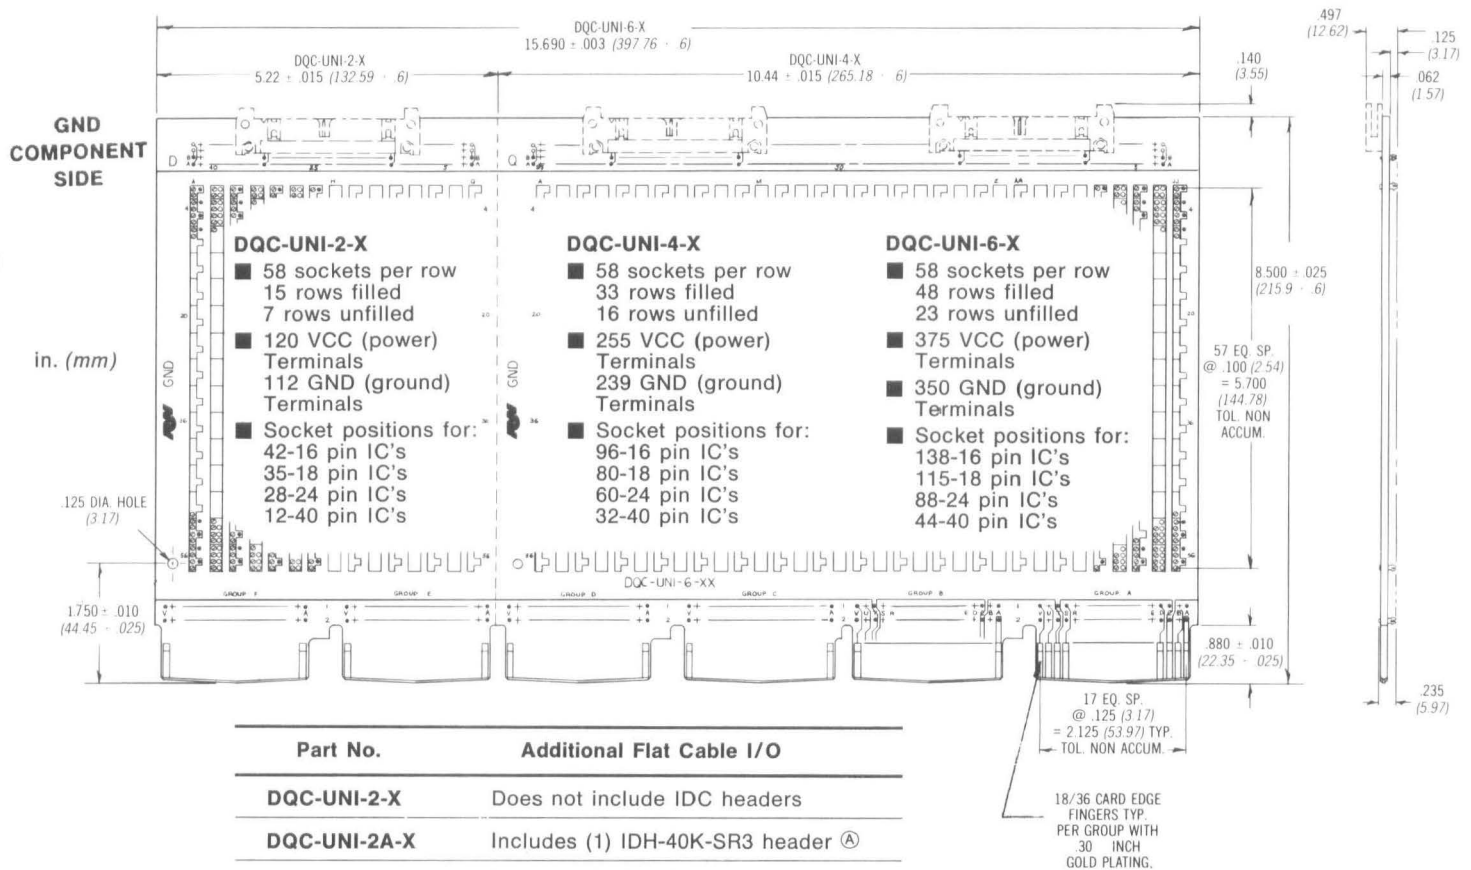 DQC-UNI-6-X
15.690 ± .003 (397.76 · .6)
DQC-UNI-2-X
5.22 ± .015 (132.59 · .6)
DQC-UNI-4-X
10.44 ± .015 (265.18 · .6)
.497
(12.62)
.125
(3.17)
.140
(3.55)
.062
(1.57)
GND
COMPONENT
SIDE
in. (mm)
D
Q
GND
GND
DQC-UNI-2-X
■ 58 sockets per row
15 rows filled
7 rows unfilled
■ 120 VCC (power)
Terminals
112 GND (ground)
Terminals
■ Socket positions for:
42-16 pin IC's
35-18 pin IC's
28-24 pin IC's
12-40 pin IC's
DQC-UNI-4-X
■ 58 sockets per row
33 rows filled
16 rows unfilled
■ 255 VCC (power)
Terminals
239 GND (ground)
Terminals
■ Socket positions for:
96-16 pin IC's
80-18 pin IC's
60-24 pin IC's
32-40 pin IC's
DQC-UNI-6-X
■ 58 sockets per row
48 rows filled
23 rows unfilled
■ 375 VCC (power)
Terminals
■ 350 GND (ground)
Terminals
■ Socket positions for:
138-16 pin IC's
115-18 pin IC's
88-24 pin IC's
44-40 pin IC's
8.500 ± .025
(215.9 · .6)
57 EQ. SP.
@ .100 (2.54)
= 5.700
(144.78)
TOL. NON
ACCUM.
.125 DIA. HOLE
(3.17)
1.750 ± .010
(44.45 · .025)
DQC-UNI-6-XX
GROUP F
GROUP E
GROUP D
GROUP C
GROUP B
GROUP A
.880 ± .010
(22.35 · .025)
.235
(5.97)
17 EQ. SP.
@ .125 (3.17)
= 2.125 (53.97) TYP.
TOL. NON ACCUM.
18/36 CARD EDGE
FINGERS TYP.
PER GROUP WITH
.30 INCH
GOLD PLATING.
Part No. Additional Flat Cable I/O
DQC-UNI-2-X Does not include IDC headers
DQC-UNI-2A-X Includes (1) IDH-40K-SR3 header Ⓐ